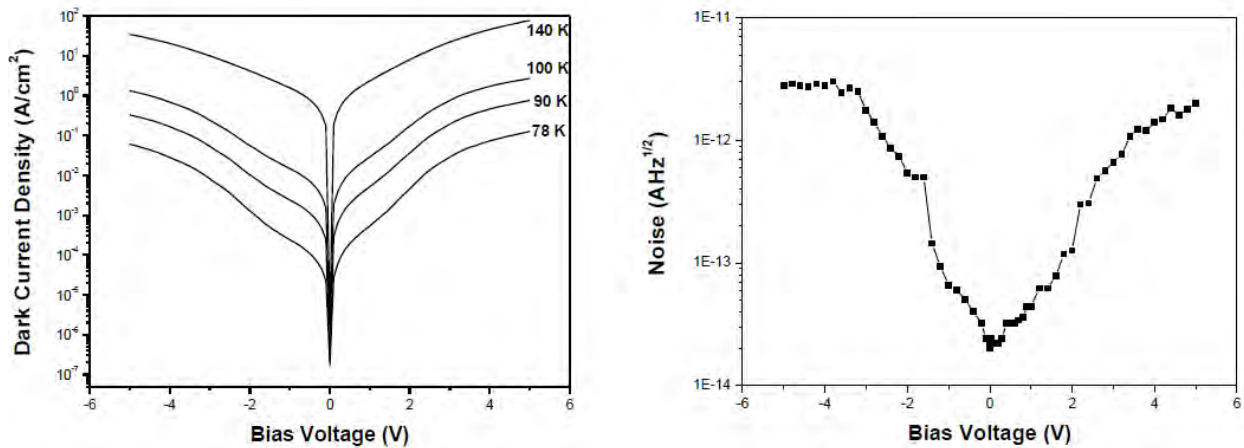 10²
10¹
10⁰
10⁻¹
10⁻²
10⁻³
10⁻⁴
10⁻⁵
10⁻⁶
10⁻⁷
Dark Current Density (A/cm²)
140 K
100 K
90 K
78 K
-6 -4 -2 0 2 4 6
Bias Voltage (V)
1E-11
1E-12
1E-13
1E-14
Noise (AHz¹/²)
-6 -4 -2 0 2 4 6
Bias Voltage (V)